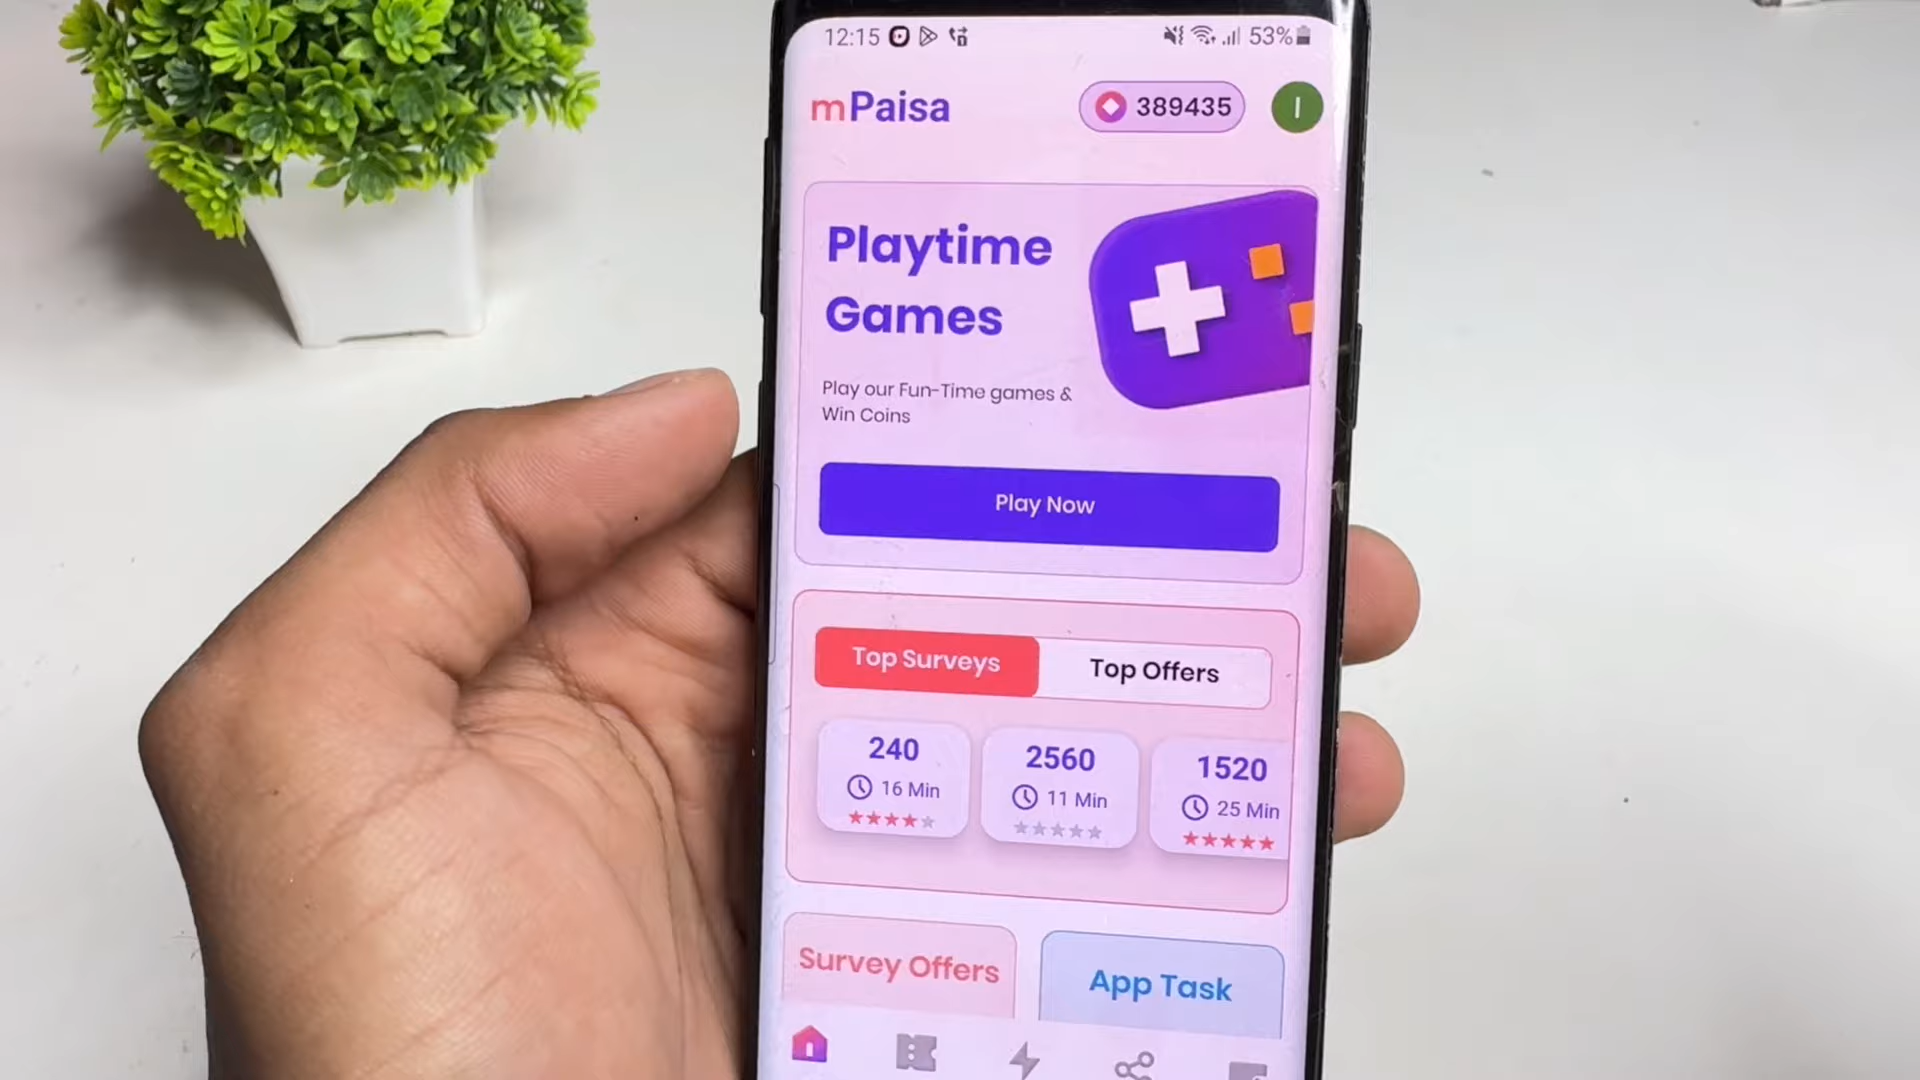 12:15
53%
mPaisa
389435
I
Playtime
Games
Play our Fun-Time games &
Win Coins
Play Now
Top Surveys
Top Offers
240
16 Min
2560
11 Min
1520
25 Min
Survey Offers
App Task